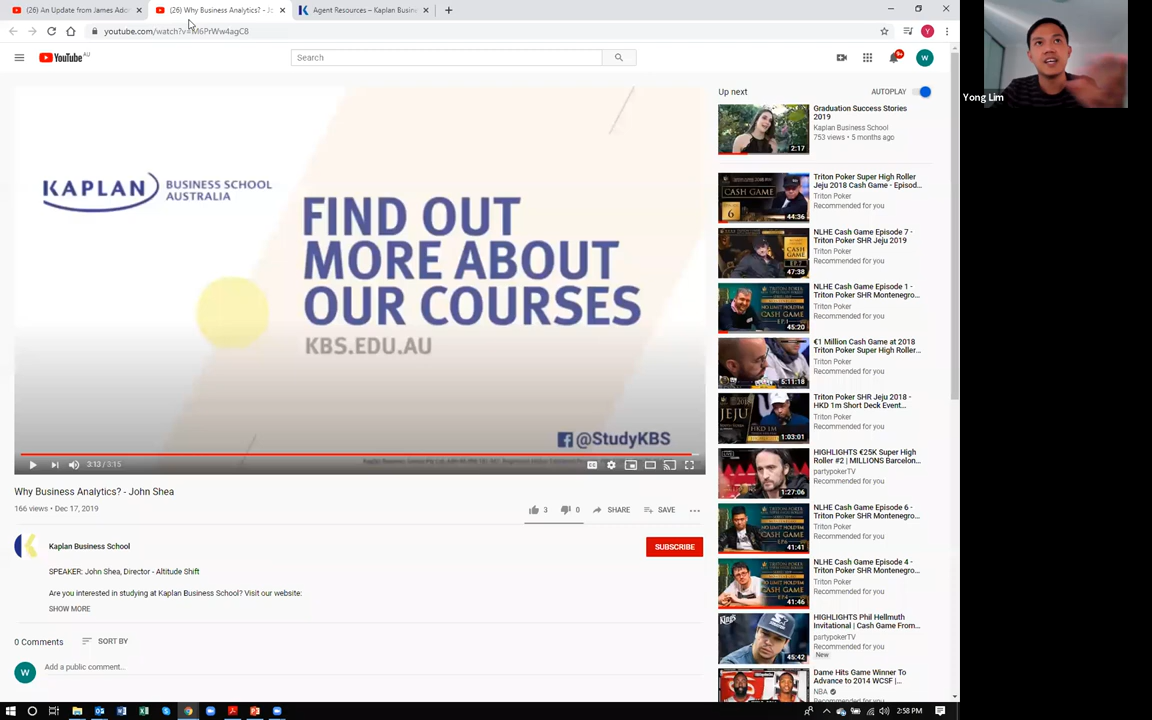 (26) An Update from James Ado
(26) Why Business Analytics? - Jo
Agent Resources – Kaplan Busin
youtube.com/watch?v=M6PrWw4agC8
YouTube AU
Search
9+
W
KAPLAN BUSINESS SCHOOL AUSTRALIA
FIND OUT
MORE ABOUT
OUR COURSES
KBS.EDU.AU
@StudyKBS
3:13 / 3:15
Why Business Analytics? - John Shea
166 views • Dec 17, 2019
3
0
SHARE
SAVE
Kaplan Business School
SUBSCRIBE
SPEAKER: John Shea, Director - Altitude Shift
Are you interested in studying at Kaplan Business School? Visit our website:
SHOW MORE
0 Comments
SORT BY
W
Add a public comment...
Up next
AUTOPLAY
Graduation Success Stories
2019
Kaplan Business School
753 views • 5 months ago
2:17
Triton Poker Super High Roller
Jeju 2018 Cash Game - Episod...
Triton Poker
Recommended for you
CASH GAME
6
44:36
NLHE Cash Game Episode 7 -
Triton Poker SHR Jeju 2019
Triton Poker
Recommended for you
47:38
NLHE Cash Game Episode 1 -
Triton Poker SHR Montenegro...
Triton Poker
Recommended for you
45:20
€1 Million Cash Game at 2018
Triton Poker Super High Roller...
Triton Poker
Recommended for you
5:11:18
Triton Poker SHR Jeju 2018 -
HKD 1m Short Deck Event...
Triton Poker
Recommended for you
JEJU
HKD 1M
1:03:01
HIGHLIGHTS €25K Super High
Roller #2 | MILLIONS Barcelon...
partypokerTV
Recommended for you
1:27:06
NLHE Cash Game Episode 6 -
Triton Poker SHR Montenegro...
Triton Poker
Recommended for you
41:41
NLHE Cash Game Episode 4 -
Triton Poker SHR Montenegro...
Triton Poker
Recommended for you
41:46
HIGHLIGHTS Phil Hellmuth
Invitational | Cash Game From...
partypokerTV
Recommended for you
New
45:42
Dame Hits Game Winner To
Advance to 2014 WCSF |...
NBA
Yong Lim
2:58 PM